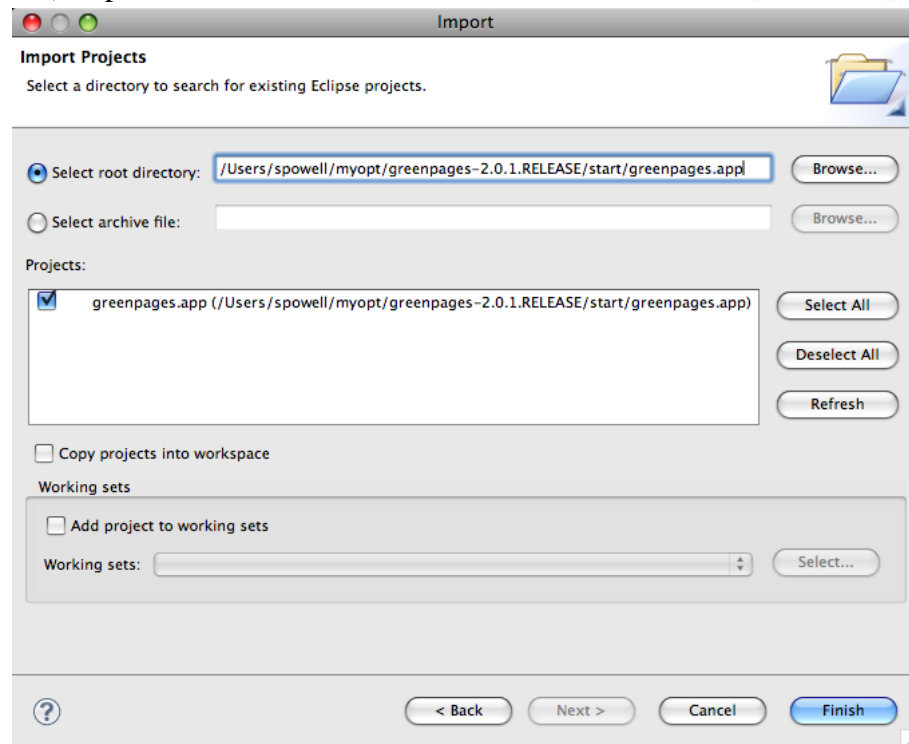 Import
Import Projects
Select a directory to search for existing Eclipse projects.
Select root directory: /Users/spowell/myopt/greenpages-2.0.1.RELEASE/start/greenpages.app Browse...
Select archive file: Browse...
Projects:
greenpages.app (/Users/spowell/myopt/greenpages-2.0.1.RELEASE/start/greenpages.app) Select All
Deselect All
Refresh
Copy projects into workspace
Working sets
Add project to working sets
Working sets: Select...
? < Back Next > Cancel Finish